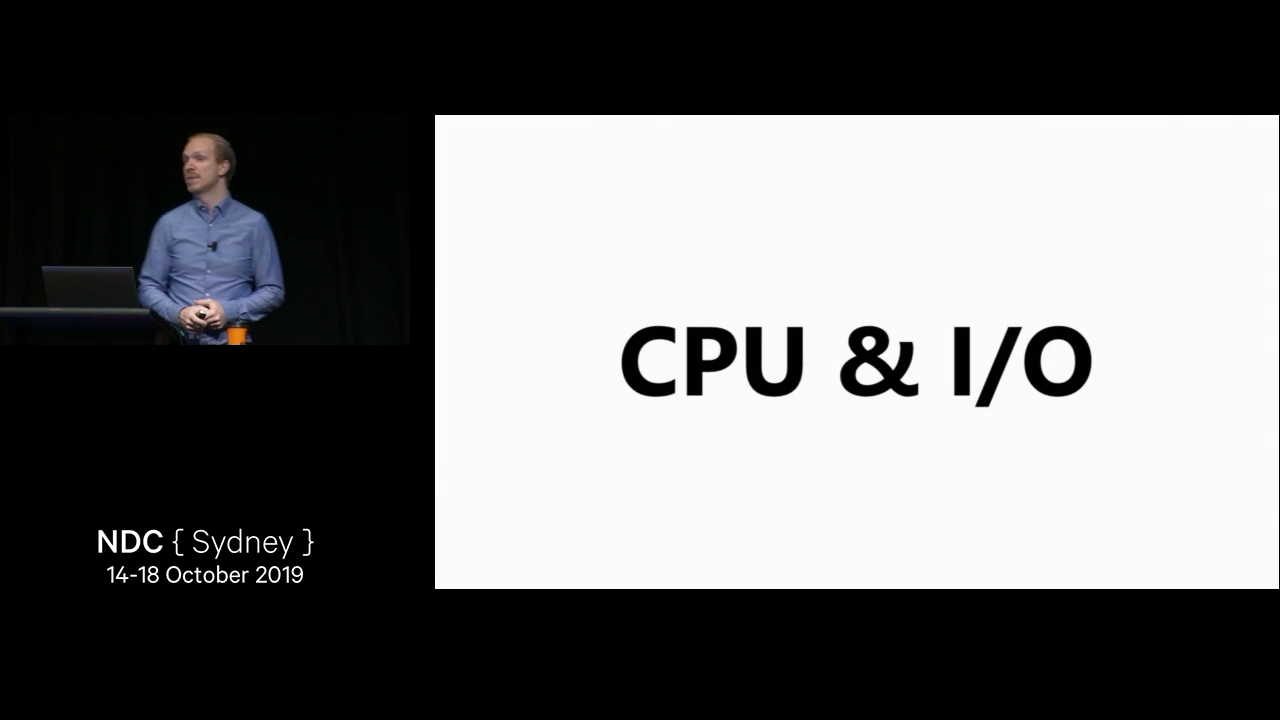 CPU & I/O
NDC { Sydney }
14-18 October 2019